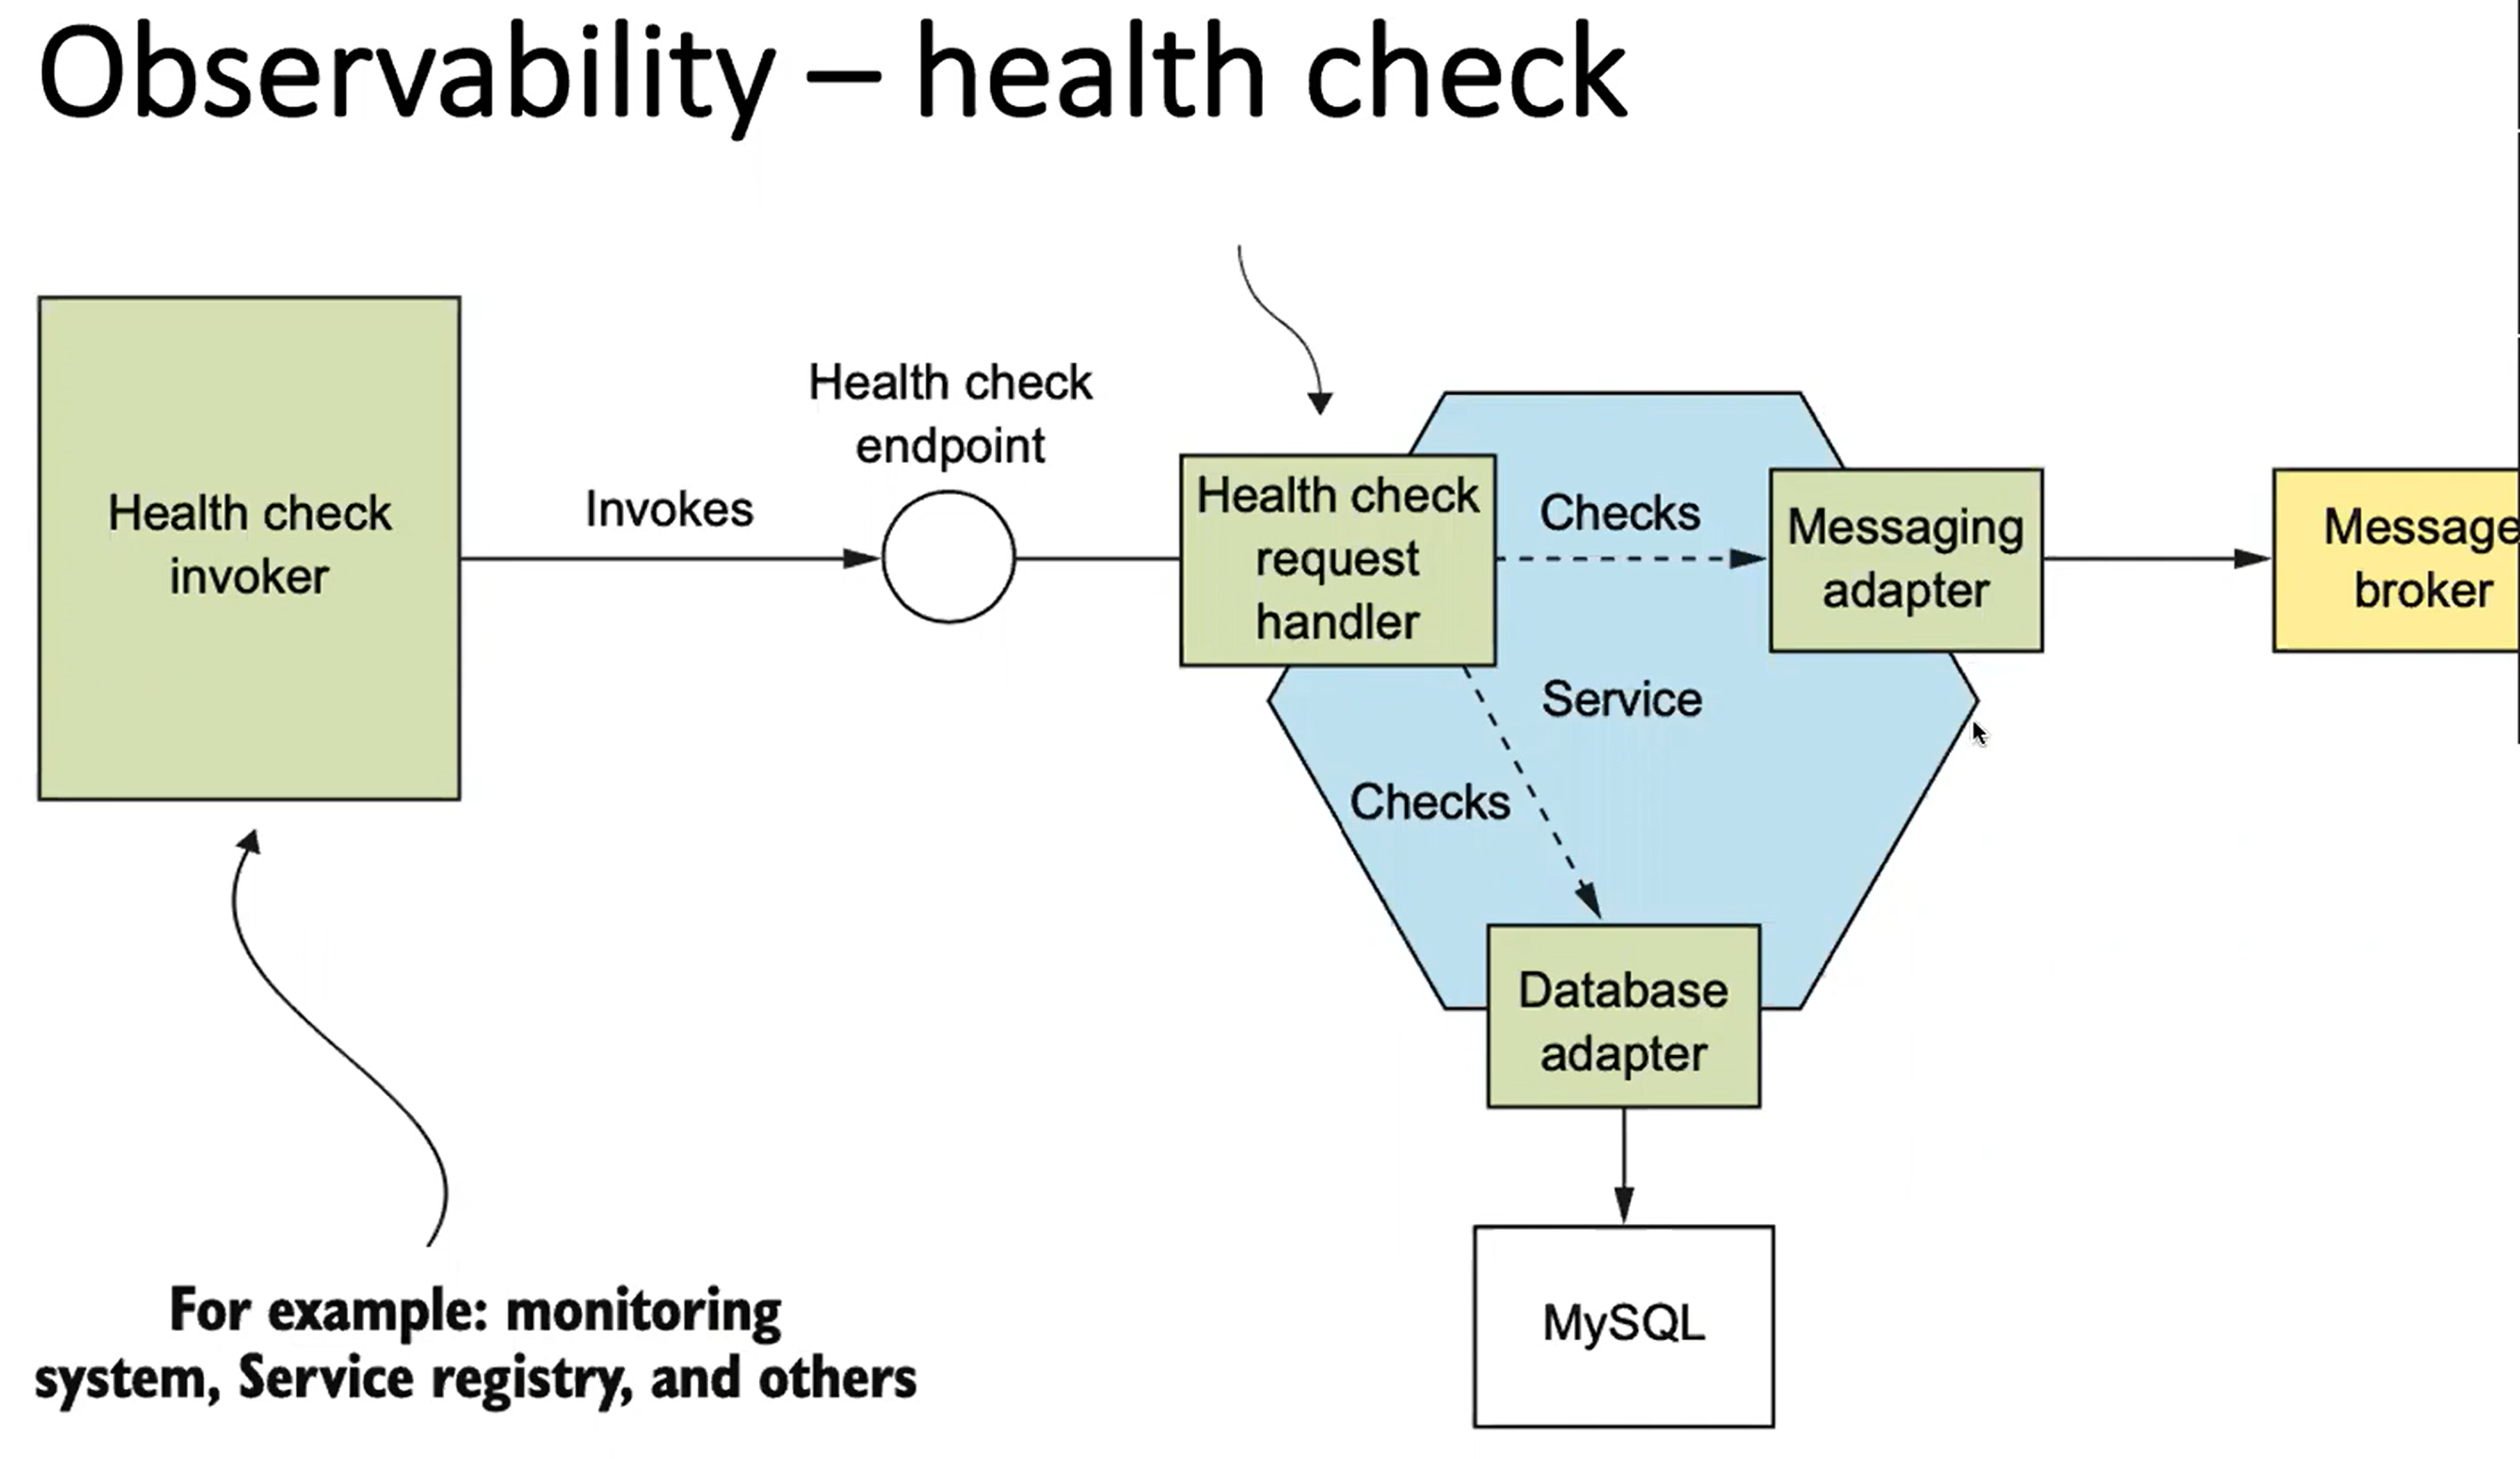 Observability – health check
Health check
endpoint
Health check
invoker
Invokes
Health check
request
handler
Checks
Messaging
adapter
Message
broker
Service
Checks
Database
adapter
MySQL
For example: monitoring
system, Service registry, and others